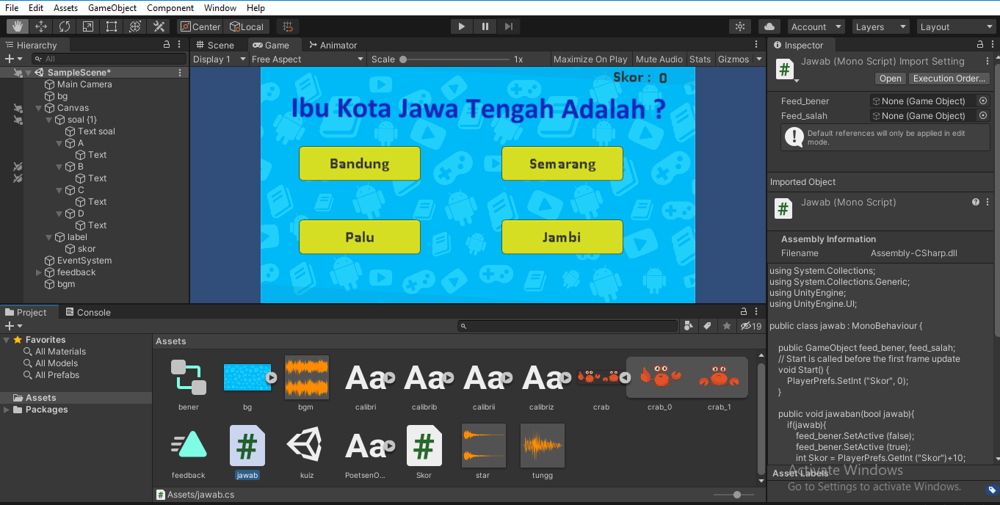 File Edit Assets GameObject Component Window Help
Center Local Account Layers Layout
Hierarchy
All
SampleScene*
Main Camera
bg
Canvas
soal {1}
Text soal
A
Text
B
Text
C
Text
D
Text
label
skor
EventSystem
feedback
bgm
Scene Game Animator
Display 1 Free Aspect Scale 1x Maximize On Play Mute Audio Stats Gizmos
Skor : 0
Ibu Kota Jawa Tengah Adalah ?
Bandung Semarang
Palu Jambi
Inspector
Jawab (Mono Script) Import Setting
Open Execution Order...
Feed_bener None (Game Object)
Feed_salah None (Game Object)
Default references will only be applied in edit
mode.
Imported Object
Jawab (Mono Script)
Assembly Information
Filename Assembly-CSharp.dll
using System.Collections;
using System.Collections.Generic;
using UnityEngine;
using UnityEngine.UI;
public class jawab : MonoBehaviour {
public GameObject feed_bener, feed_salah;
// Start is called before the first frame update
void Start() {
PlayerPrefs.SetInt ("Skor", 0);
}
public void jawaban(bool jawab){
if(jawab){
feed_bener.SetActive (false);
feed_bener.SetActive (true);
int Skor = PlayerPrefs.GetInt ("Skor")+10;
Asset Labels
Activate Windows
Go to Settings to activate Windows.
Project Console
19
Favorites
All Materials
All Models
All Prefabs
Assets
Packages
Assets
bener bg bgm calibri calibrib calibrii calibriz crab crab_0 crab_1
feedback jawab kuiz PoetsenO... Skor star tungg
Assets/jawab.cs